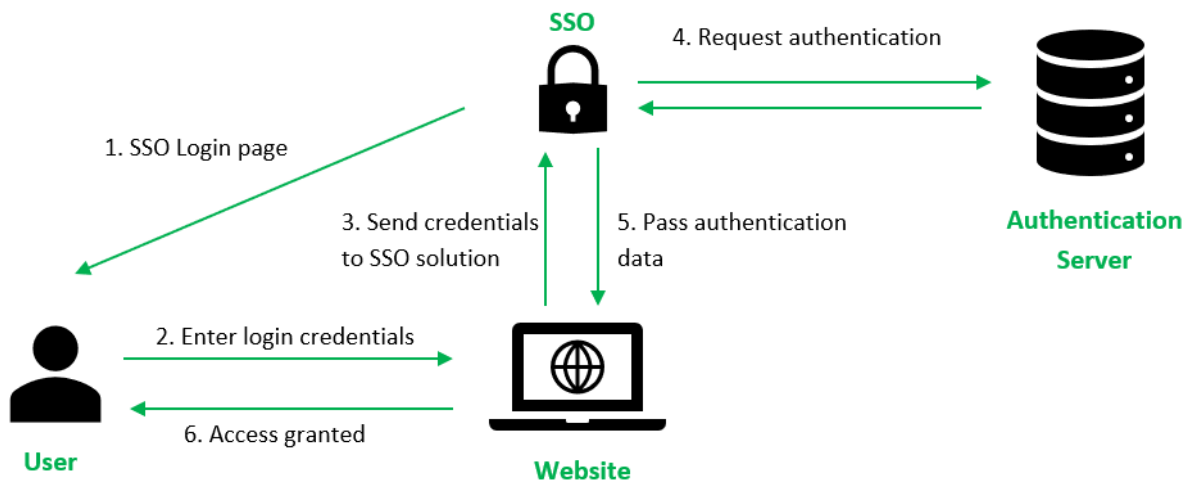 SSO
4. Request authentication
1. SSO Login page
3. Send credentials
to SSO solution
5. Pass authentication
data
Authentication
Server
2. Enter login credentials
6. Access granted
User
Website